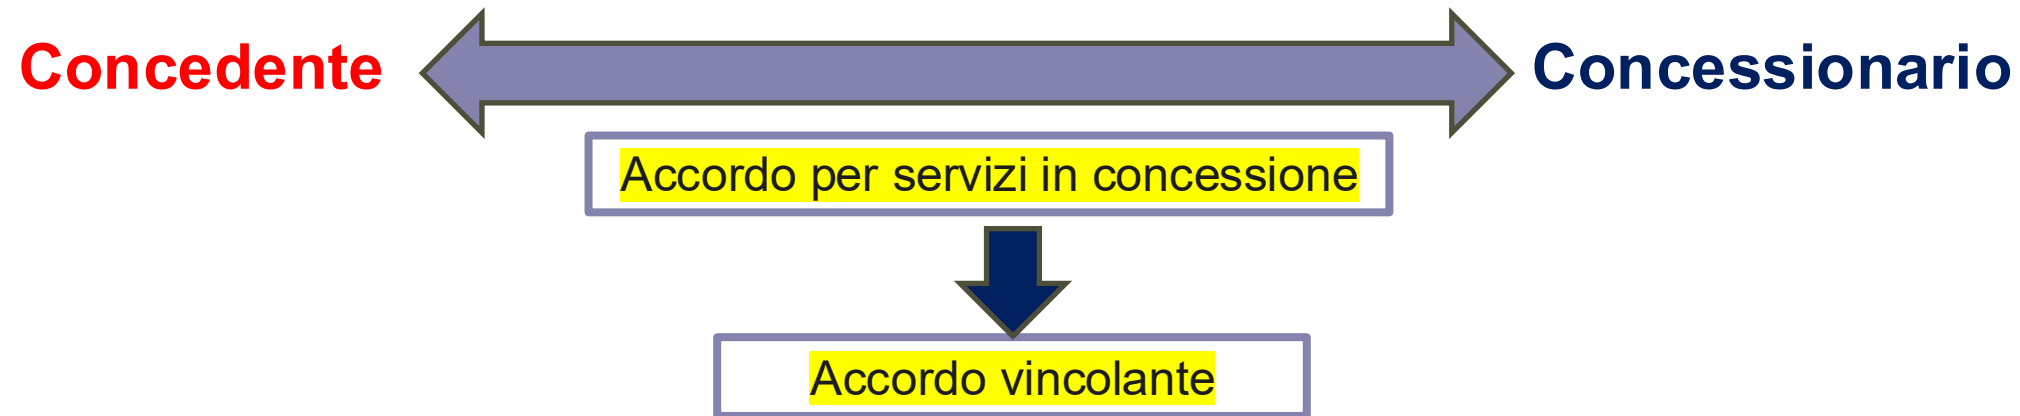 Concedente Concessionario
Accordo per servizi in concessione
Accordo vincolante